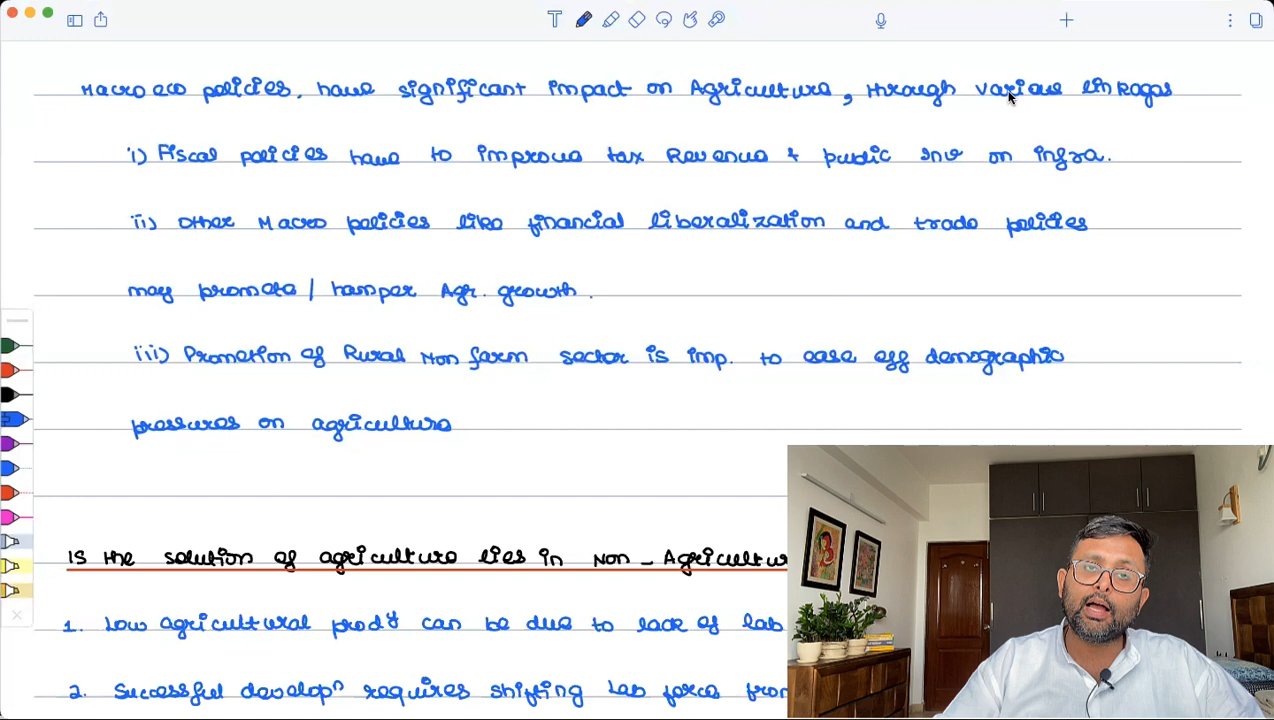 Macro eco policies. have significant impact on Agriculture, through various linkages
i) Fiscal policies have to improve tax Revenue & public Inv on infra.
ii) Other Macro policies like financial liberalization and trade policies
may promote / hamper Agr. growth.
iii) Promotion of Rural Non farm sector is imp. to ease off demographic
pressures on agriculture
Is the solution of agriculture lies in Non - Agricultur
1. Low agricultural prodty can be due to lack of lab
2. Successful developn requires shifting Lab force from